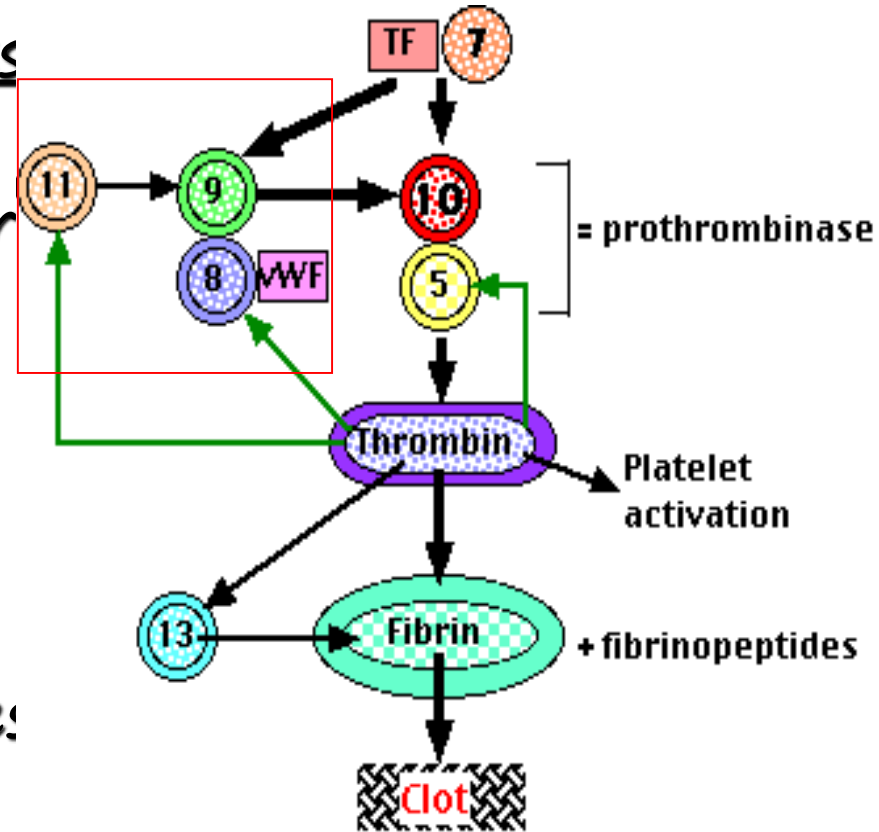 TF 7
11 9 10
= prothrombinase
8 vWF 5
Thrombin
Platelet
activation
13 Fibrin
+ fibrinopeptides
Clot